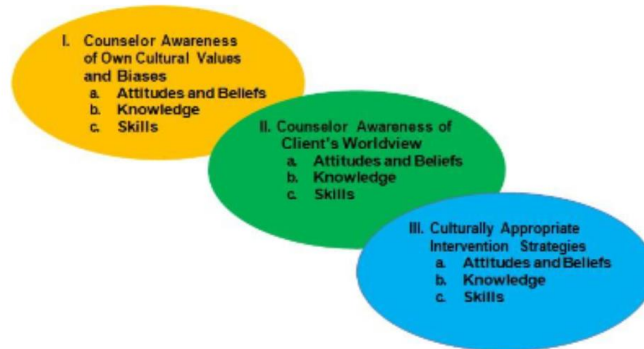 I. Counselor Awareness
of Own Cultural Values
and Biases
a. Attitudes and Beliefs
b. Knowledge
c. Skills
II. Counselor Awareness of
Client's Worldview
a. Attitudes and Beliefs
b. Knowledge
c. Skills
III. Culturally Appropriate
Intervention Strategies
a. Attitudes and Beliefs
b. Knowledge
c. Skills